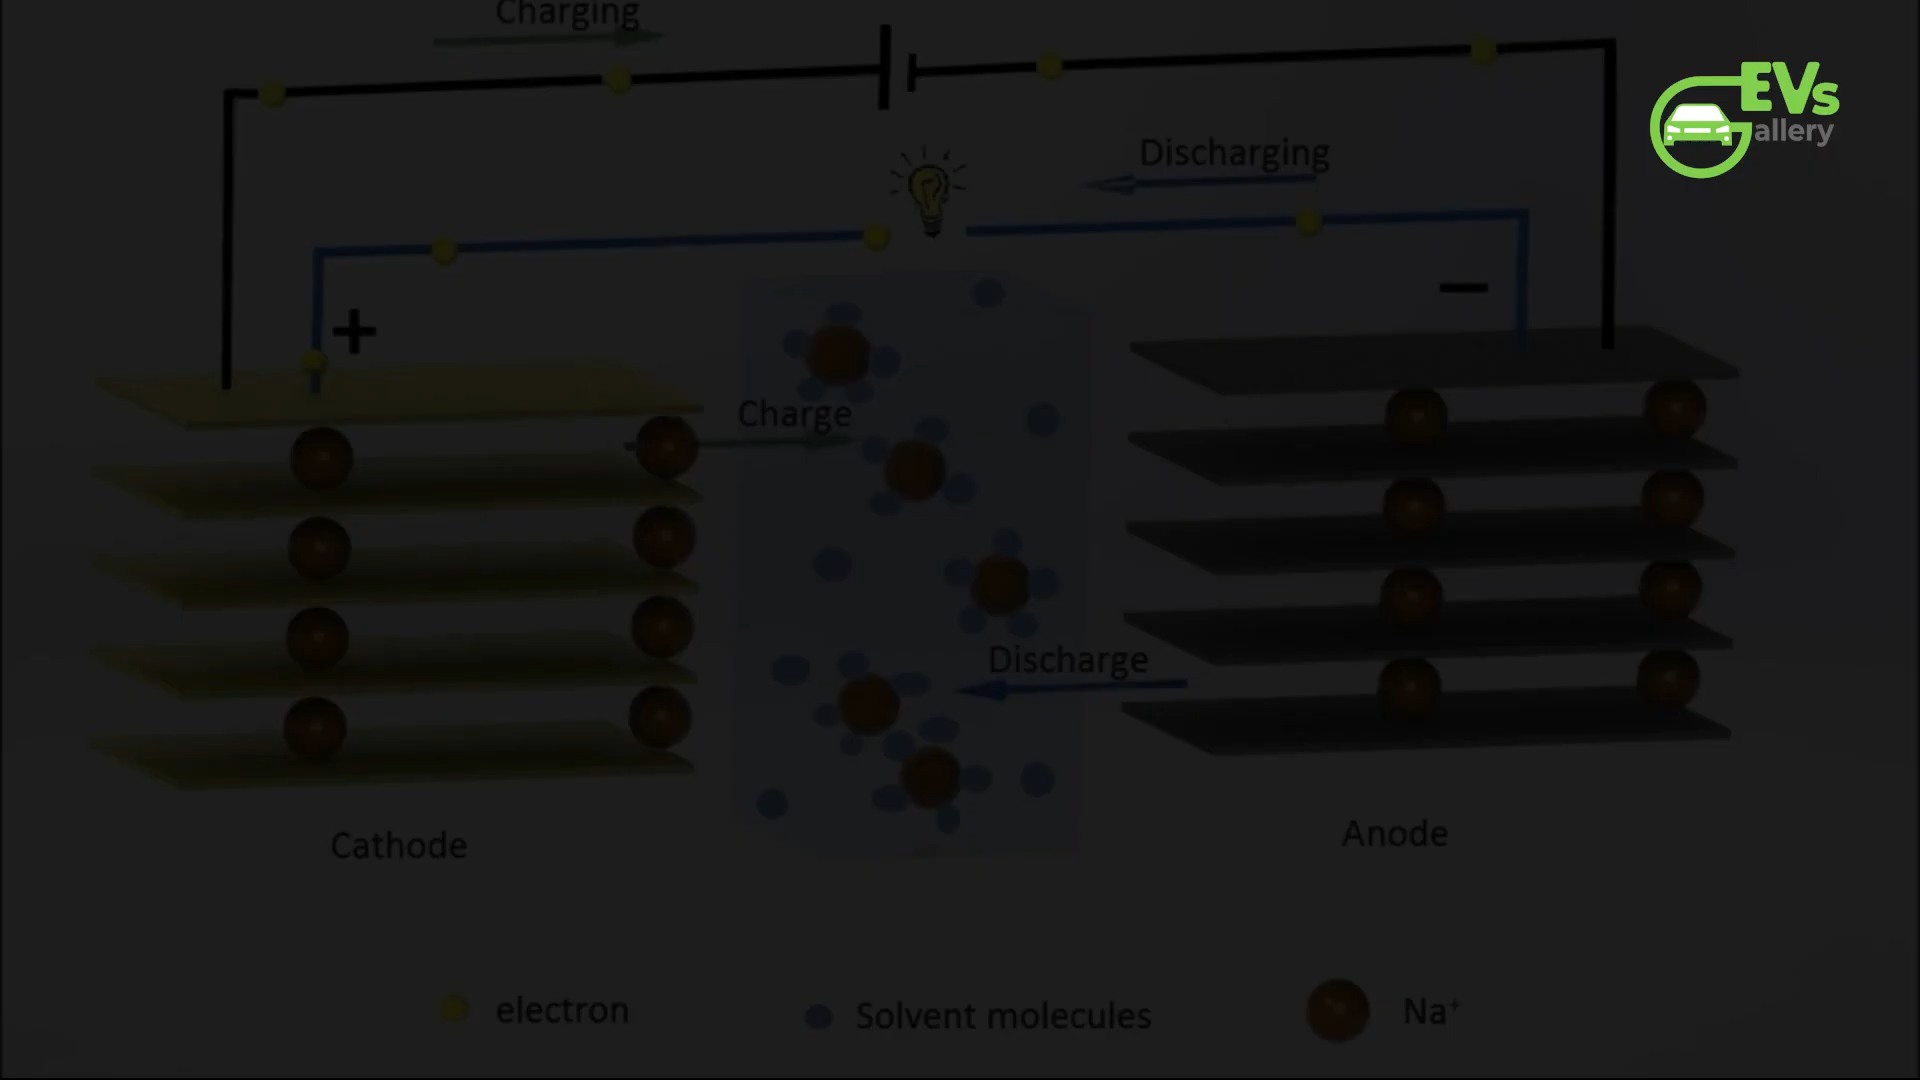 Charging
EVs
allery
Discharging
+
−
Charge
Discharge
Cathode
Anode
electron
Solvent molecules
Na⁺